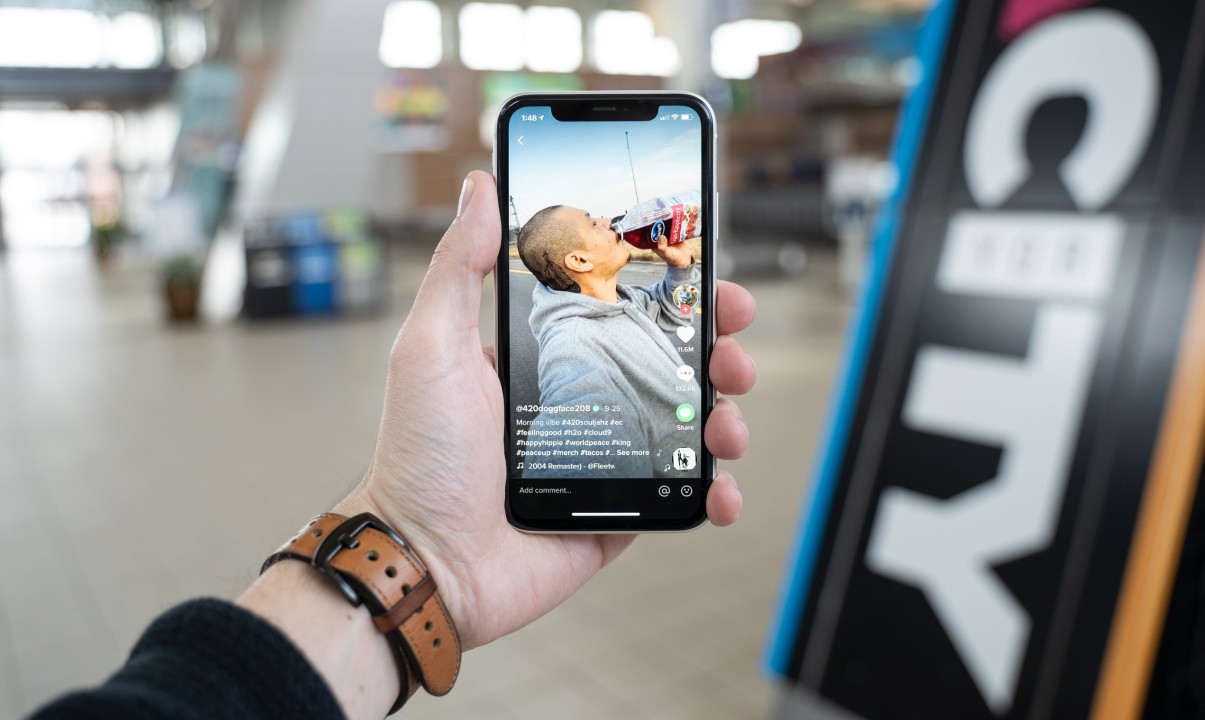 1:48
11.6M
@420doggface208 · 9-25
Morning vibe #420souljahz #ec
#feelinggood #h2o #cloud9
#happyhippie #worldpeace #king
#peaceup #merch #tacos #... See more
Share
2004 Remaster) - @Fleetw
Add comment...
CITY